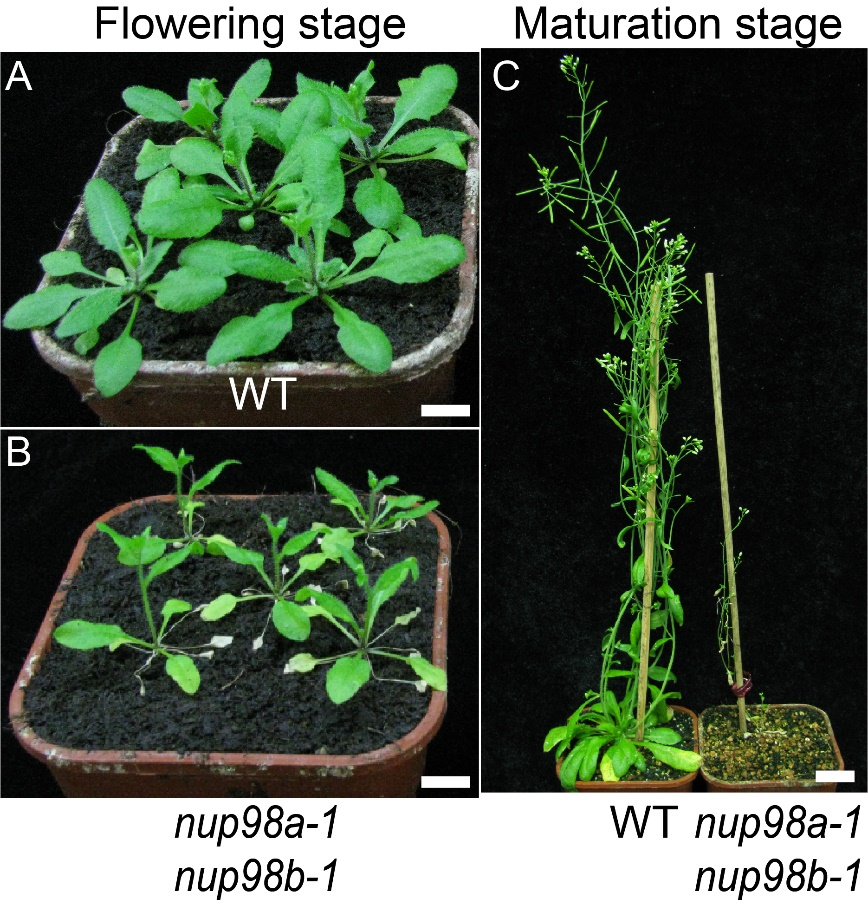 Flowering stage
Maturation stage
A
C
WT
B
nup98a-1
nup98b-1
WT nup98a-1
nup98b-1